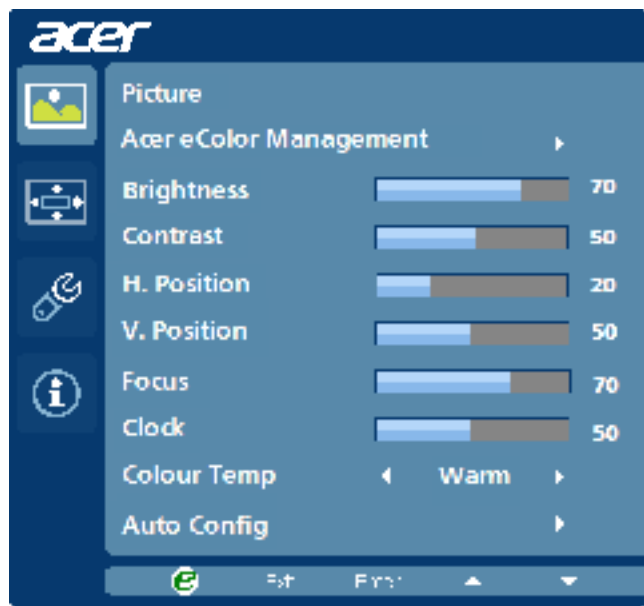 acer
Picture
Acer eColor Management
Brightness 70
Contrast 50
H. Position 20
V. Position 50
Focus 70
Clock 50
Colour Temp Warm
Auto Config
e